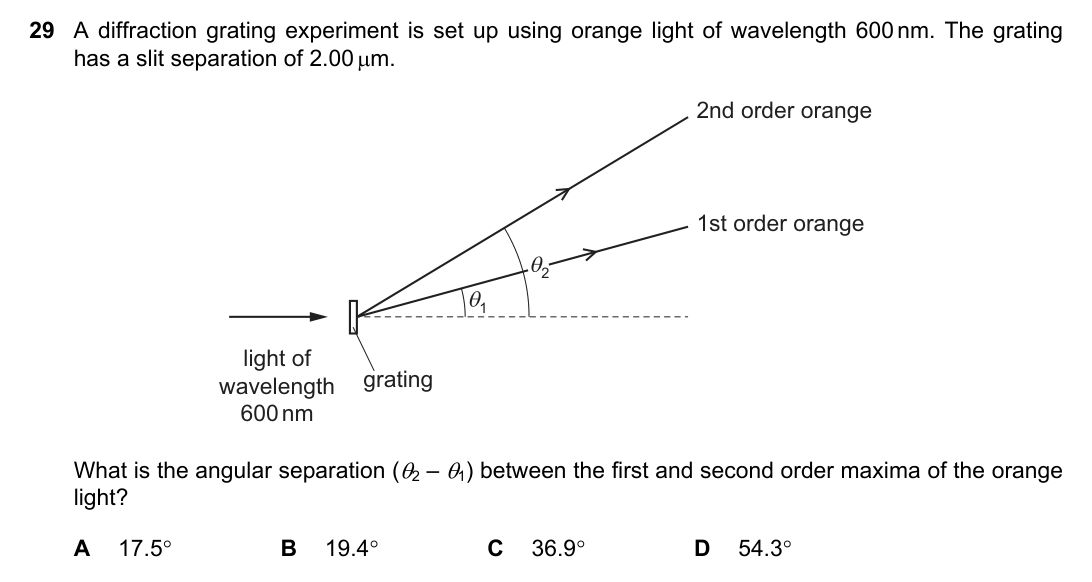 29 A diffraction grating experiment is set up using orange light of wavelength 600 nm. The grating
has a slit separation of 2.00 μm.
2nd order orange
1st order orange
θ2
θ1
light of
wavelength
600 nm
grating
What is the angular separation (θ2 – θ1) between the first and second order maxima of the orange
light?
A 17.5° B 19.4° C 36.9° D 54.3°